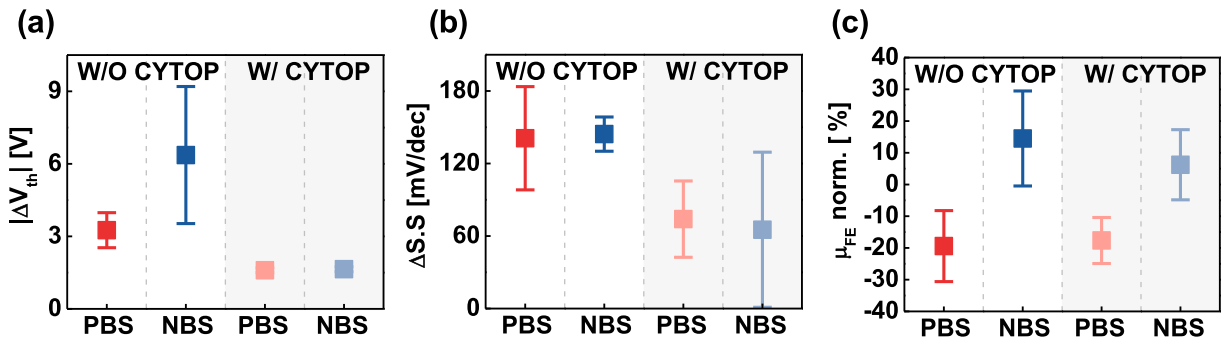 (a)
W/O CYTOP W/ CYTOP
|ΔVth| [V]
9
6
3
0
PBS NBS PBS NBS
(b)
W/O CYTOP W/ CYTOP
ΔS.S [mV/dec]
180
120
60
0
PBS NBS PBS NBS
(c)
W/O CYTOP W/ CYTOP
μFE norm. [ %]
40
30
20
10
0
-10
-20
-30
-40
PBS NBS PBS NBS